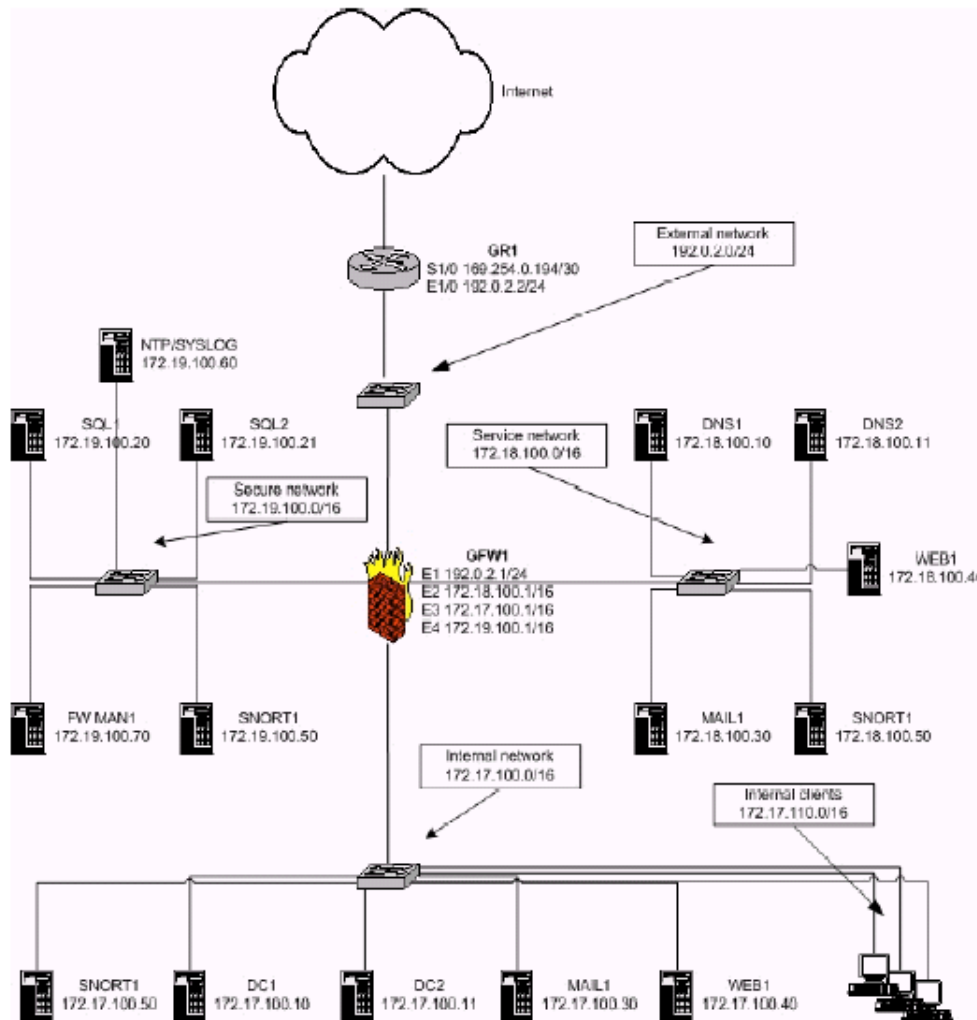 Internet
External network
192.0.2.0/24
GR1
S1/0 169.254.0.194/30
E1/0 192.0.2.2/24
NTP/SYSLOG
172.19.100.60
SQL1
172.19.100.20
SQL2
172.19.100.21
Service network
172.18.100.0/16
DNS1
172.18.100.10
DNS2
172.18.100.11
Secure network
172.19.100.0/16
GFW1
E1 192.0.2.1/24
E2 172.18.100.1/16
E3 172.17.100.1/16
E4 172.19.100.1/16
WEB1
172.18.100.4
FW MAN1
172.19.100.70
SNORT1
172.19.100.50
MAIL1
172.18.100.30
SNORT1
172.18.100.50
Internal network
172.17.100.0/16
Internal clients
172.17.110.0/16
SNORT1
172.17.100.50
DC1
172.17.100.10
DC2
172.17.100.11
MAIL1
172.17.100.30
WEB1
172.17.100.40